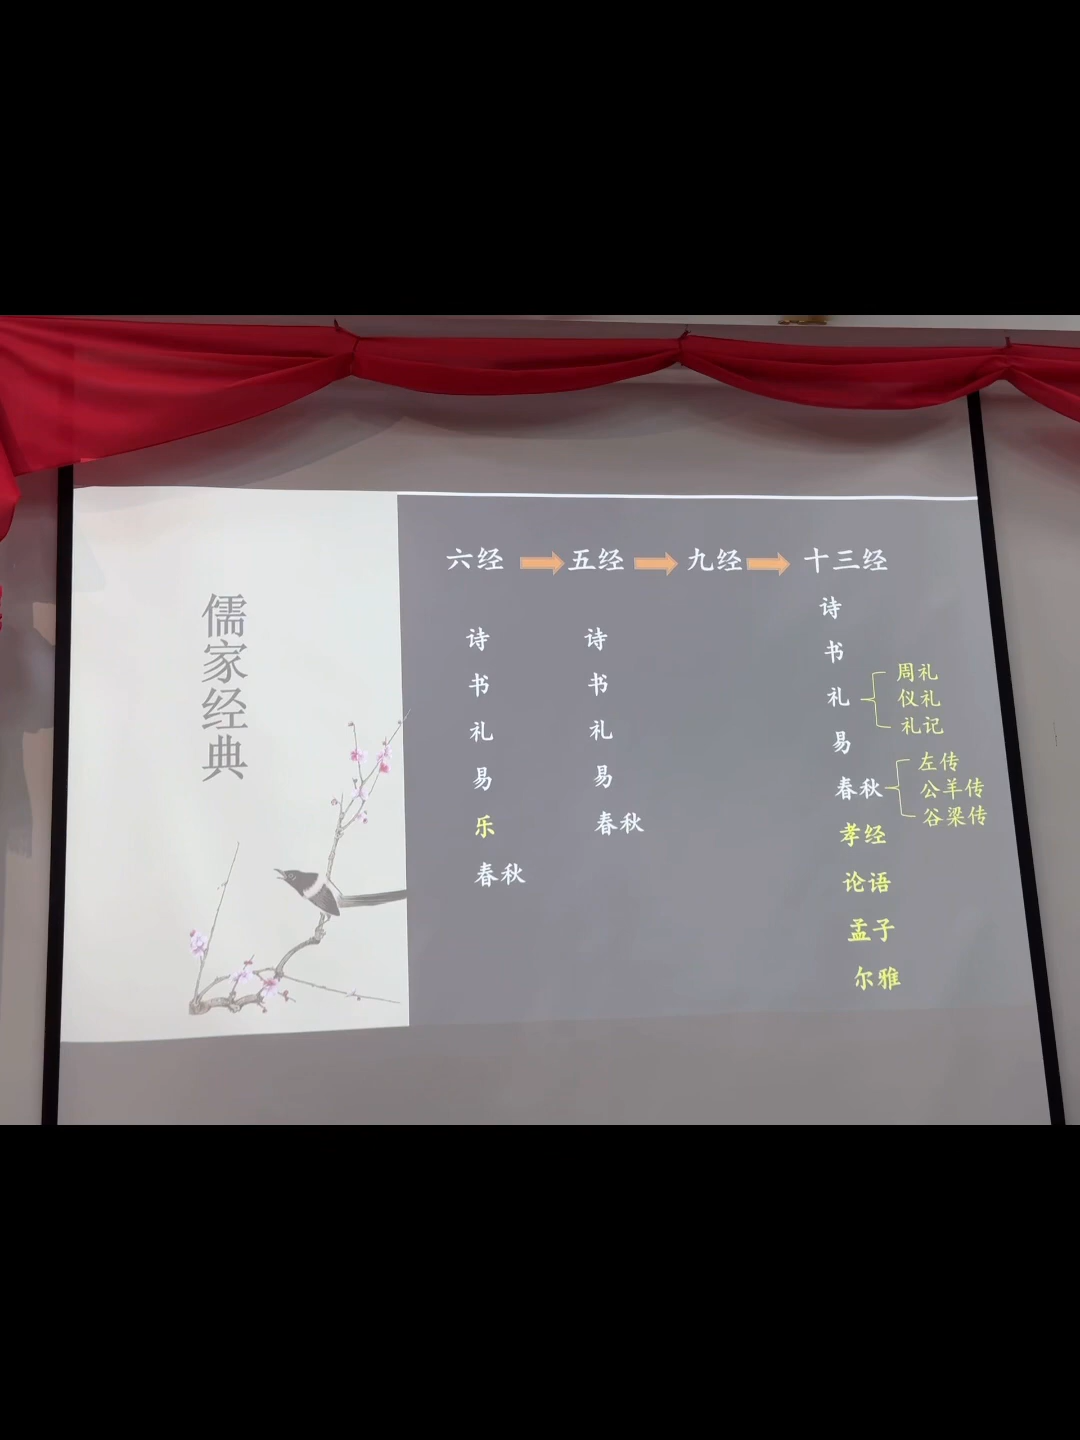 儒家经典
六经 五经 九经 十三经
诗
书
礼
易
乐
春秋
诗
书
礼
易
春秋
诗
书
礼
周礼
仪礼
礼记
易
春秋
左传
公羊传
谷梁传
孝经
论语
孟子
尔雅